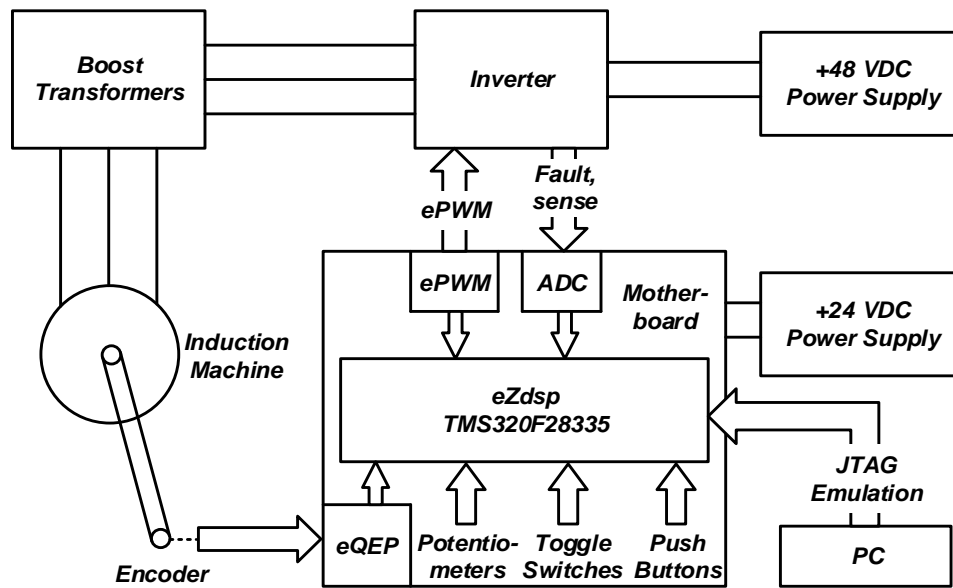 Boost
Transformers
Inverter
+48 VDC
Power Supply
ePWM
Fault,
sense
ePWM
ADC
Mother-
board
+24 VDC
Power Supply
Induction
Machine
eZdsp
TMS320F28335
JTAG
Emulation
eQEP
Potentio-
meters
Toggle
Switches
Push
Buttons
PC
Encoder